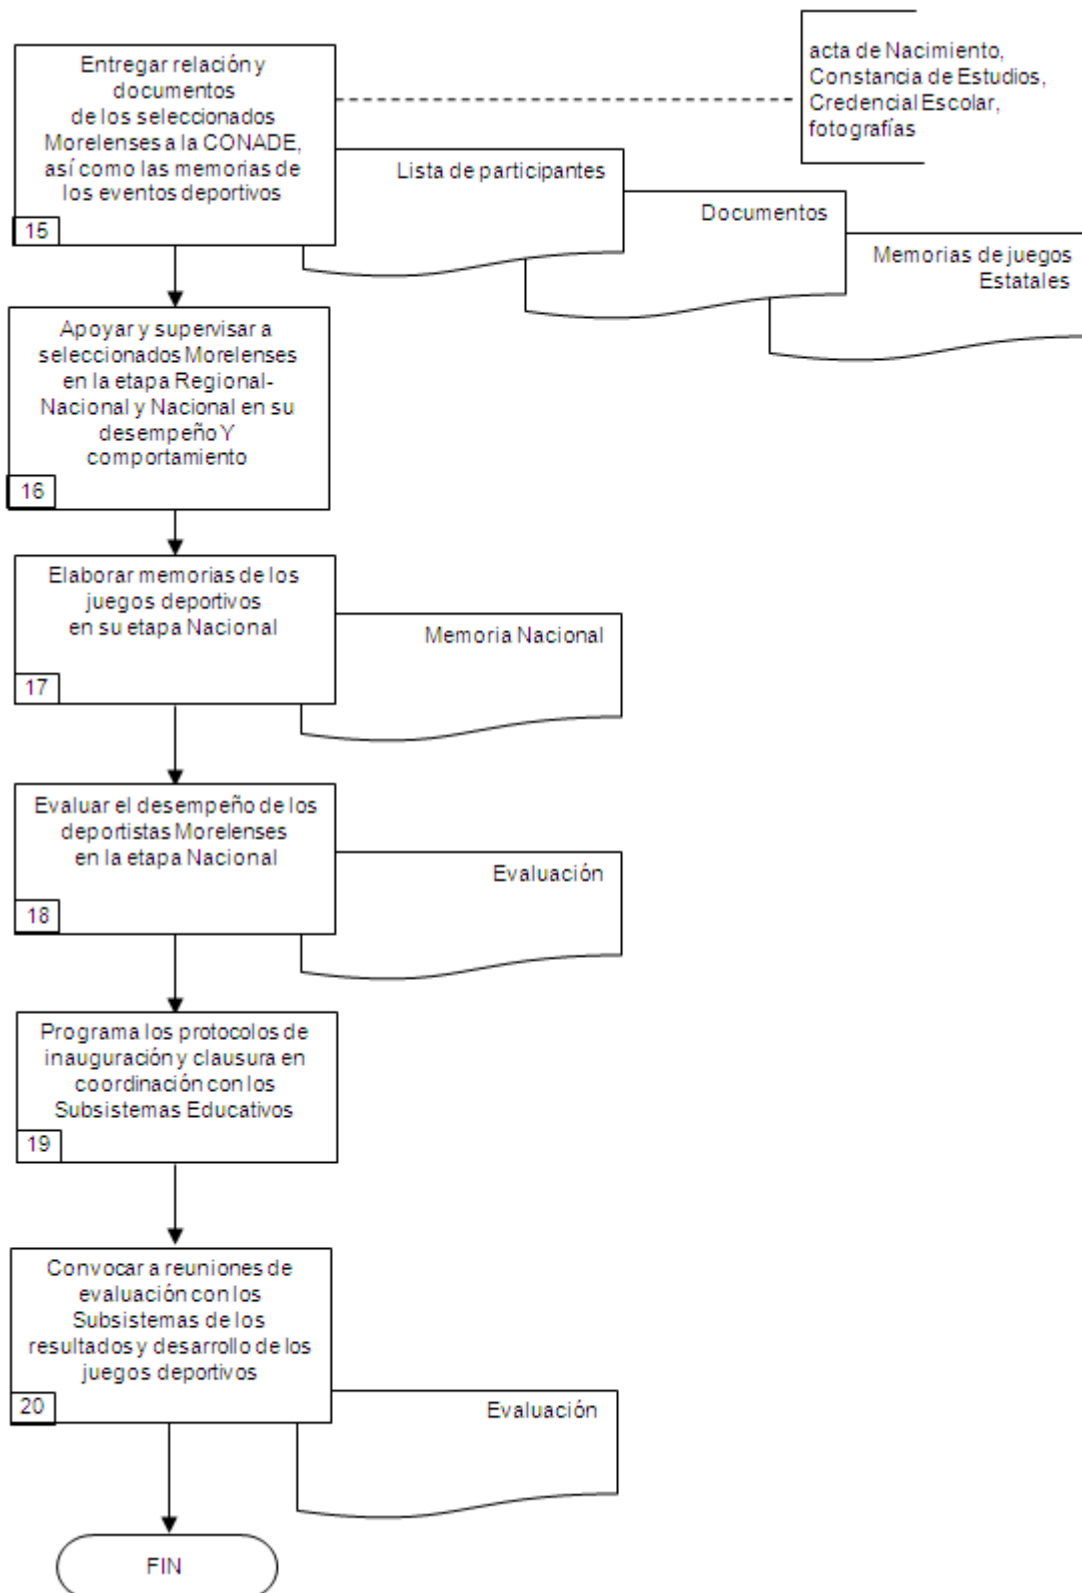 Entregar relación y
documentos
de los seleccionados
Morelenses a la CONADE,
así como las memorias de
los eventos deportivos
15
acta de Nacimiento,
Constancia de Estudios,
Credencial Escolar,
fotografías
Lista de participantes
Documentos
Memorias de juegos
Estatales
Apoyar y supervisar a
seleccionados Morelenses
en la etapa Regional-
Nacional y Nacional en su
desempeño Y
comportamiento
16
Elaborar memorias de los
juegos deportivos
en su etapa Nacional
17
Memoria Nacional
Evaluar el desempeño de los
deportistas Morelenses
en la etapa Nacional
18
Evaluación
Programa los protocolos de
inauguración y clausura en
coordinación con los
Subsistemas Educativos
19
Convocar a reuniones de
evaluación con los
Subsistemas de los
resultados y desarrollo de los
juegos deportivos
20
Evaluación
FIN